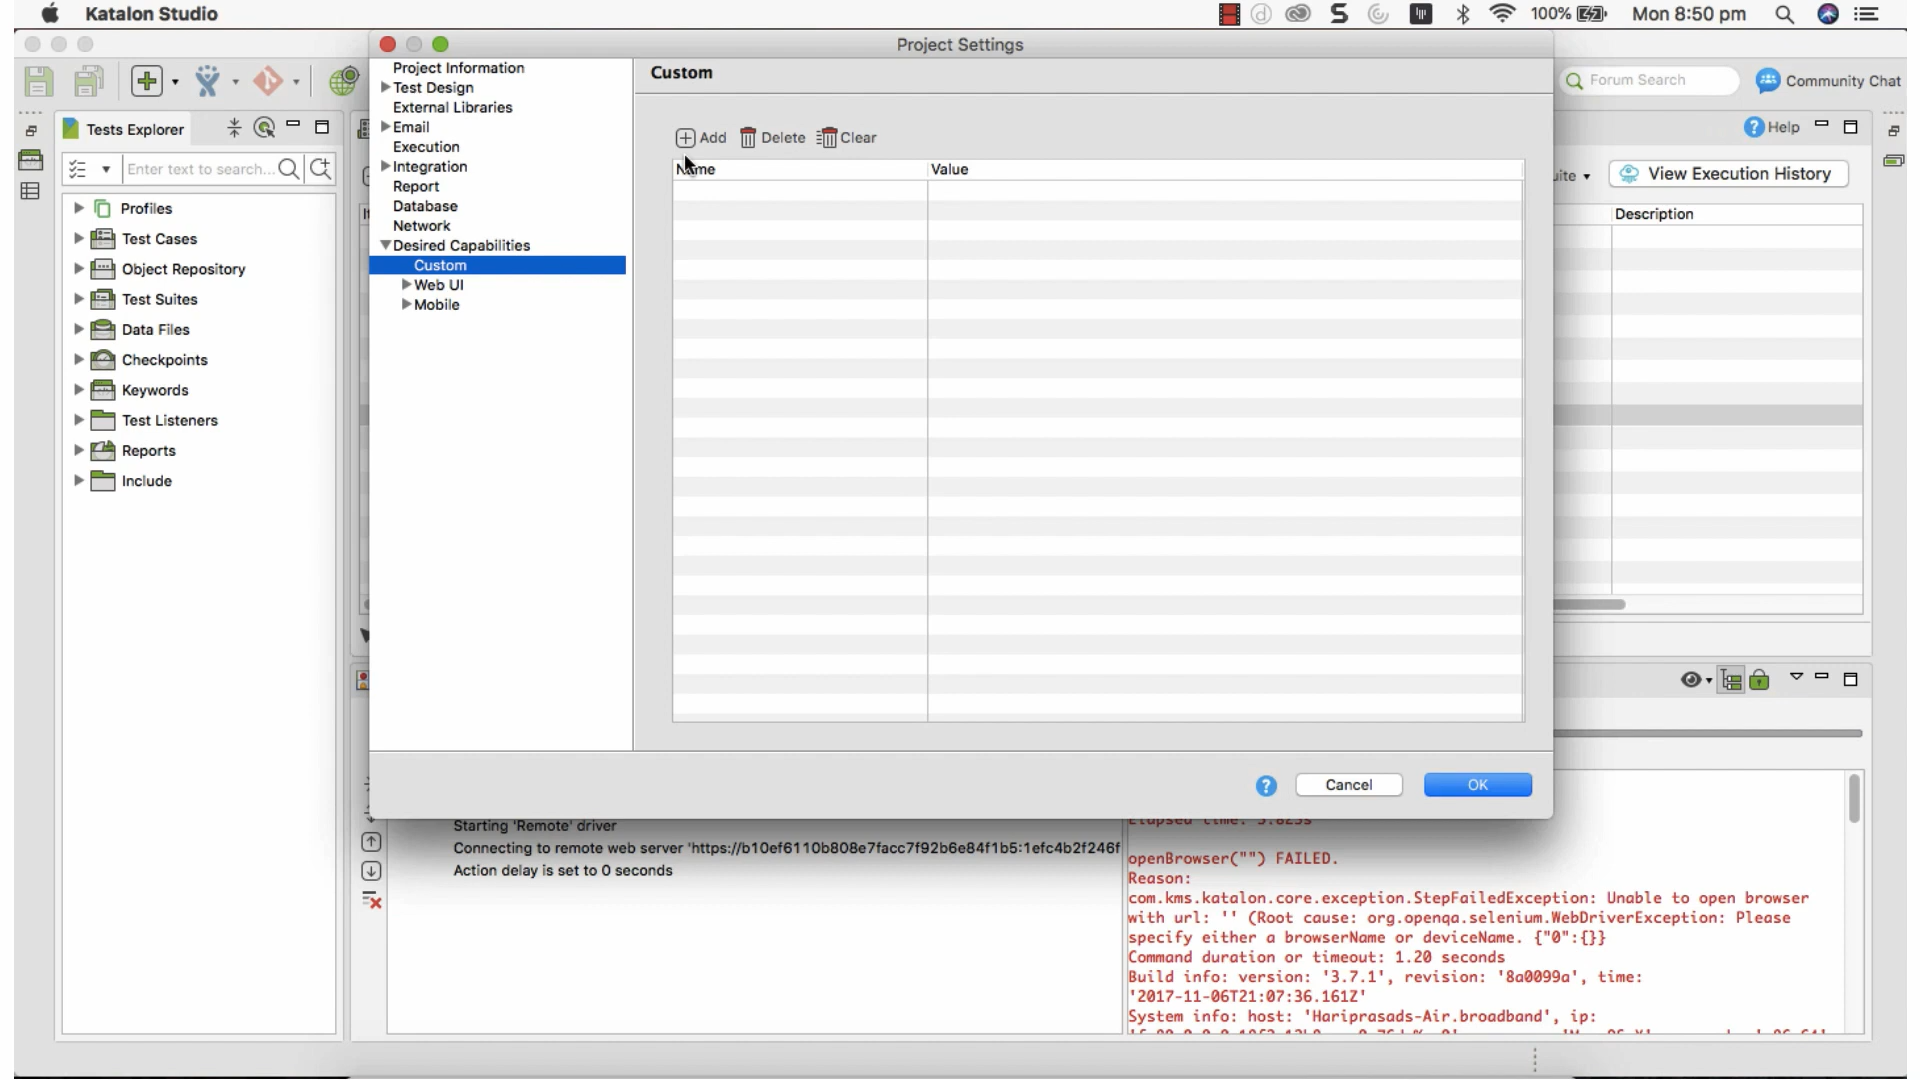 Katalon Studio
100%
Mon 8:50 pm
Project Settings
Forum Search
Community Chat
Tests Explorer
Help
Enter text to search...
View Execution History
Description
Profiles
Test Cases
Object Repository
Test Suites
Data Files
Checkpoints
Keywords
Test Listeners
Reports
Include
Project Information
Test Design
External Libraries
Email
Execution
Integration
Report
Database
Network
Desired Capabilities
Custom
Web UI
Mobile
Custom
Add Delete Clear
Name Value
Cancel OK
Starting 'Remote' driver
Connecting to remote web server 'https://b10ef6110b808e7facc7f92b6e84f1b5:1efc4b2f246f
Action delay is set to 0 seconds
Elapsed time: 5.823s
openBrowser("") FAILED.
Reason:
com.kms.katalon.core.exception.StepFailedException: Unable to open browser
with url: '' (Root cause: org.openqa.selenium.WebDriverException: Please
specify either a browserName or deviceName. {"0":{}}
Command duration or timeout: 1.20 seconds
Build info: version: '3.7.1', revision: '8a0099a', time:
'2017-11-06T21:07:36.161Z'
System info: host: 'Hariprasads-Air.broadband', ip: